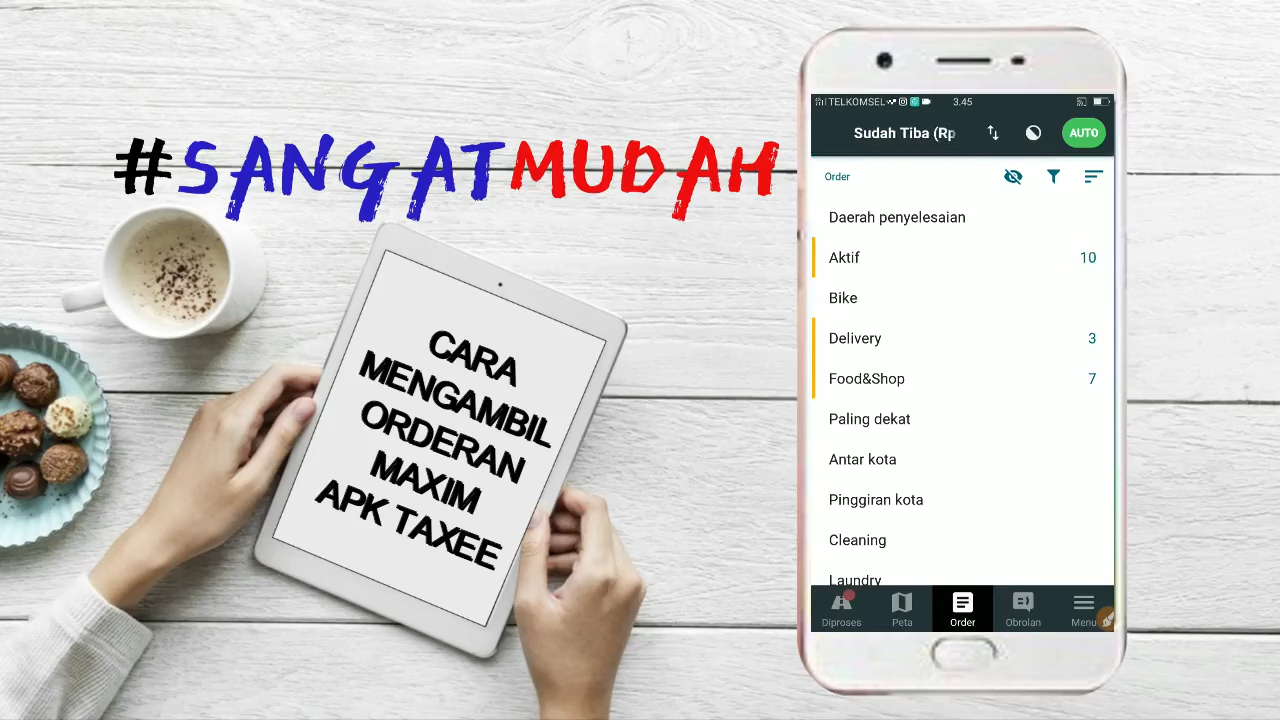 #SANGATMUDAH
CARA
MENGAMBIL
ORDERAN
MAXIM
APK TAXEE
TELKOMSEL
3.45
Sudah Tiba (Rp
AUTO
Order
Daerah penyelesaian
Aktif 10
Bike
Delivery 3
Food&Shop 7
Paling dekat
Antar kota
Pinggiran kota
Cleaning
Laundry
Diproses Peta Order Obrolan Menu